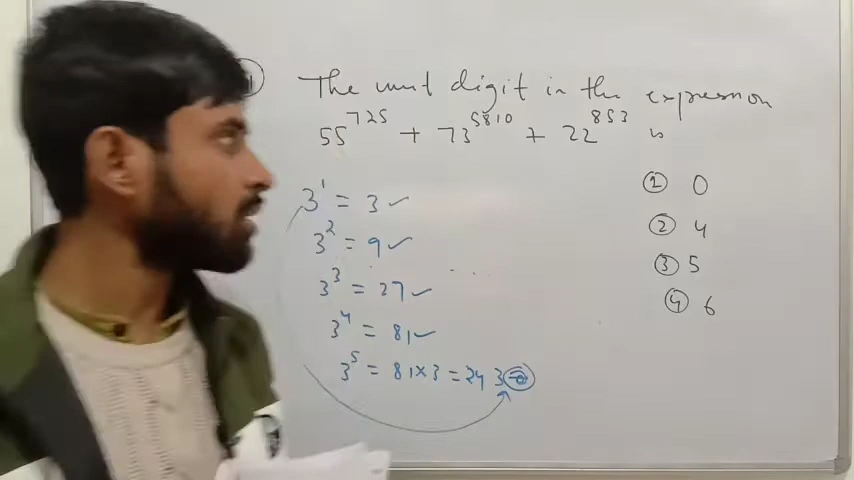 The unit digit in the expression
55^725 + 73^5810 + 22^853 is
① 0
② 4
③ 5
④ 6
3^1 = 3 ✓
3^2 = 9 ✓
3^3 = 27 ✓
3^4 = 81 ✓
3^5 = 81 × 3 = 243